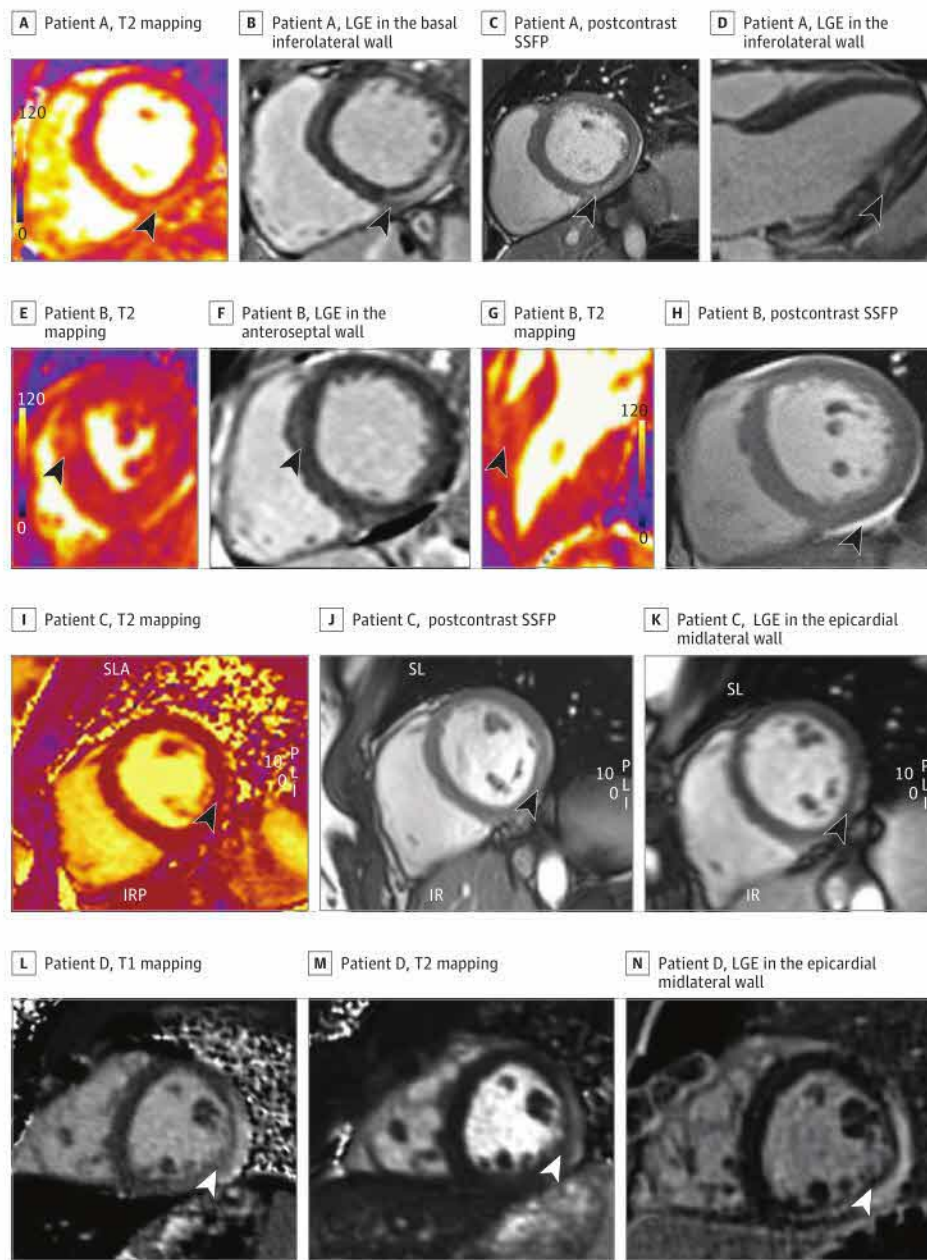 A Patient A, T2 mapping
B Patient A, LGE in the basal
inferolateral wall
C Patient A, postcontrast
SSFP
D Patient A, LGE in the
inferolateral wall
120
0
E Patient B, T2
mapping
F Patient B, LGE in the
anteroseptal wall
G Patient B, T2
mapping
H Patient B, postcontrast SSFP
120
0
120
0
I Patient C, T2 mapping
J Patient C, postcontrast SSFP
K Patient C, LGE in the epicardial
midlateral wall
SLA
10
0
P
L
I
IRP
SL
10
0
P
L
I
IR
SL
10
0
P
L
I
IR
L Patient D, T1 mapping
M Patient D, T2 mapping
N Patient D, LGE in the epicardial
midlateral wall